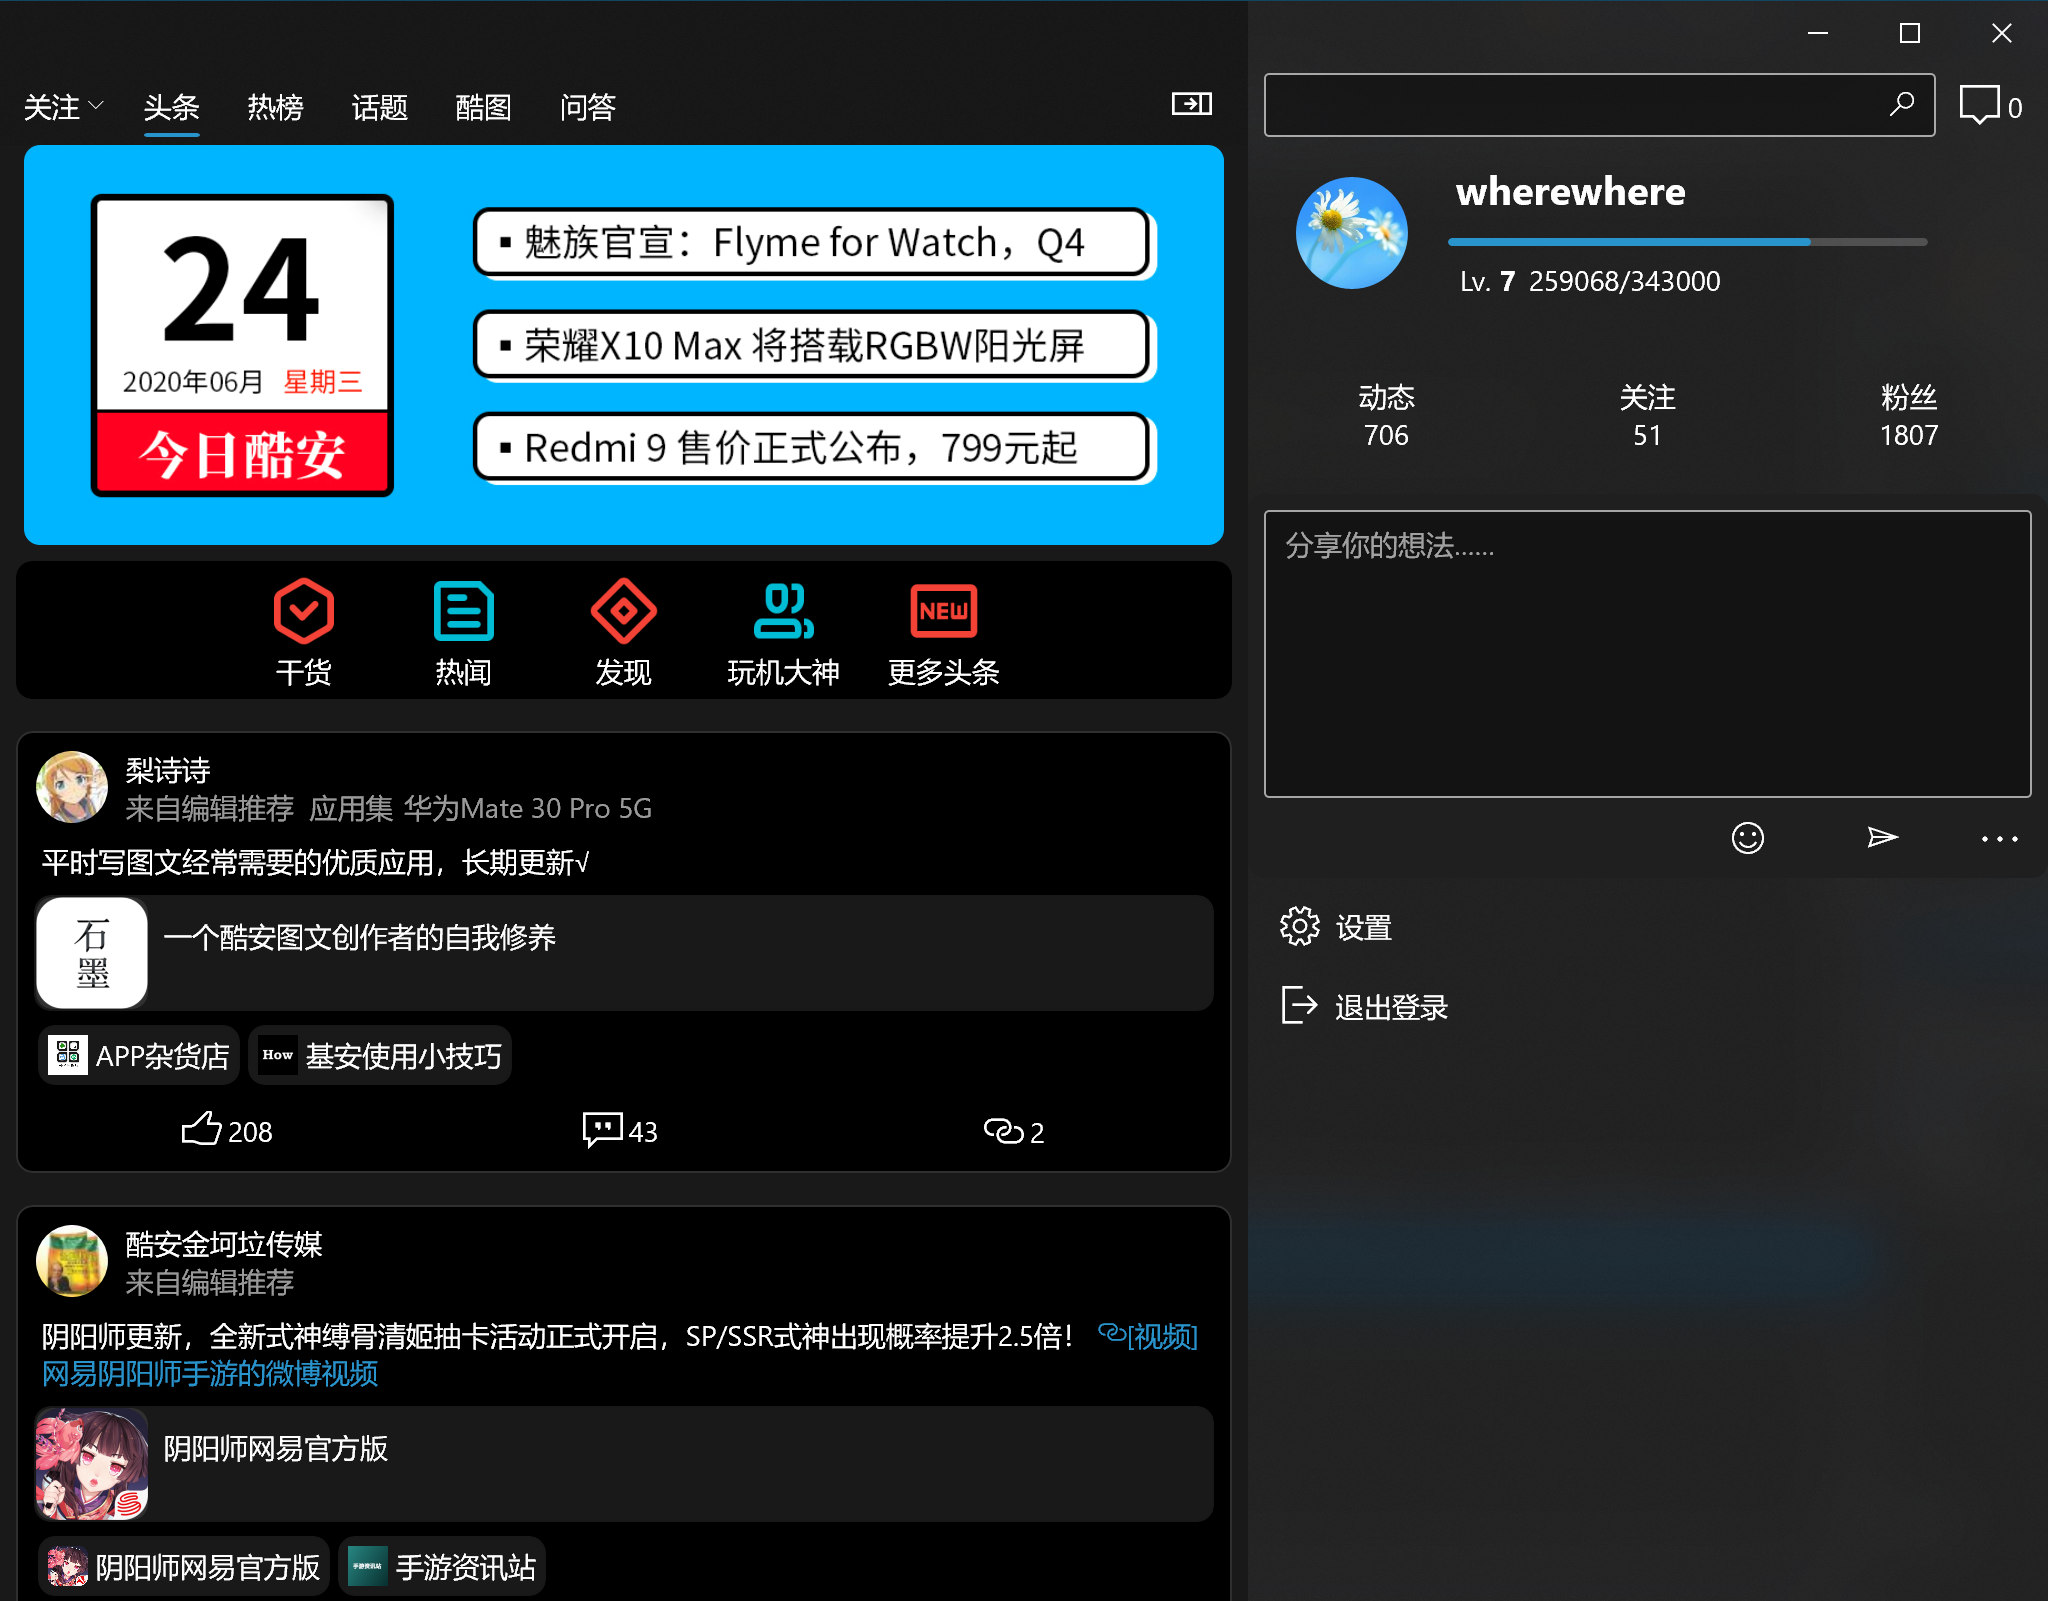 关注 头条 热榜 话题 酷图 问答
0
24
2020年06月 星期三
今日酷安
▪ 魅族官宣：Flyme for Watch，Q4
▪ 荣耀X10 Max 将搭载RGBW阳光屏
▪ Redmi 9 售价正式公布，799元起
干货 热闻 发现 玩机大神 更多头条
NEW
梨诗诗
来自编辑推荐 应用集 华为Mate 30 Pro 5G
平时写图文经常需要的优质应用，长期更新√
石墨
一个酷安图文创作者的自我修养
APP杂货店 How 基安使用小技巧
208 43 2
酷安金坷垃传媒
来自编辑推荐
阴阳师更新，全新式神缚骨清姬抽卡活动正式开启，SP/SSR式神出现概率提升2.5倍！ [视频]
网易阴阳师手游的微博视频
阴阳师网易官方版
阴阳师网易官方版 手游资讯站 手游资讯站
wherewhere
Lv. 7 259068/343000
动态 关注 粉丝
706 51 1807
分享你的想法......
设置
退出登录